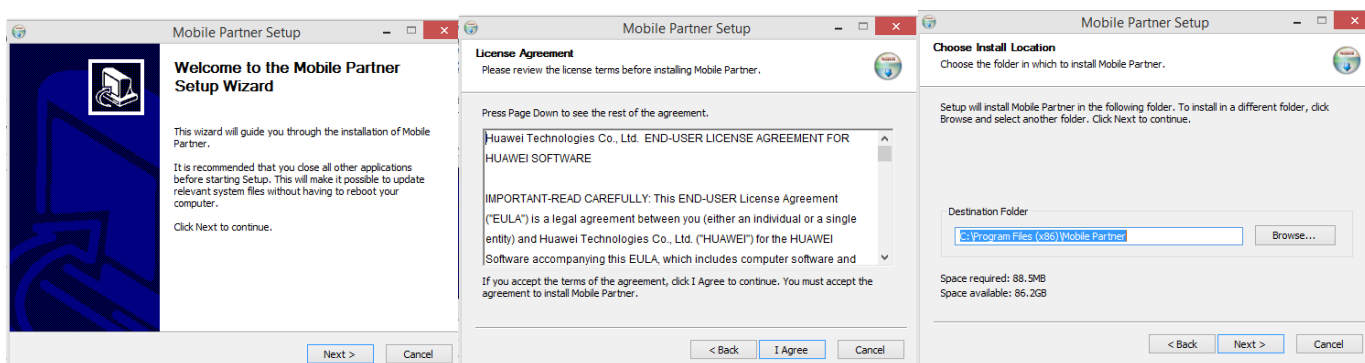 Mobile Partner Setup
Welcome to the Mobile Partner
Setup Wizard
This wizard will guide you through the installation of Mobile
Partner.
It is recommended that you close all other applications
before starting Setup. This will make it possible to update
relevant system files without having to reboot your
computer.
Click Next to continue.
Next >
Cancel
Mobile Partner Setup
License Agreement
Please review the license terms before installing Mobile Partner.
Press Page Down to see the rest of the agreement.
Huawei Technologies Co., Ltd. END-USER LICENSE AGREEMENT FOR
HUAWEI SOFTWARE
IMPORTANT-READ CAREFULLY: This END-USER License Agreement
("EULA") is a legal agreement between you (either an individual or a single
entity) and Huawei Technologies Co., Ltd. ("HUAWEI") for the HUAWEI
Software accompanying this EULA, which includes computer software and
If you accept the terms of the agreement, click I Agree to continue. You must accept the
agreement to install Mobile Partner.
< Back
I Agree
Cancel
Mobile Partner Setup
Choose Install Location
Choose the folder in which to install Mobile Partner.
Setup will install Mobile Partner in the following folder. To install in a different folder, click
Browse and select another folder. Click Next to continue.
Destination Folder
C:\Program Files (x86)\Mobile Partner
Browse...
Space required: 88.5MB
Space available: 86.2GB
< Back
Next >
Cancel